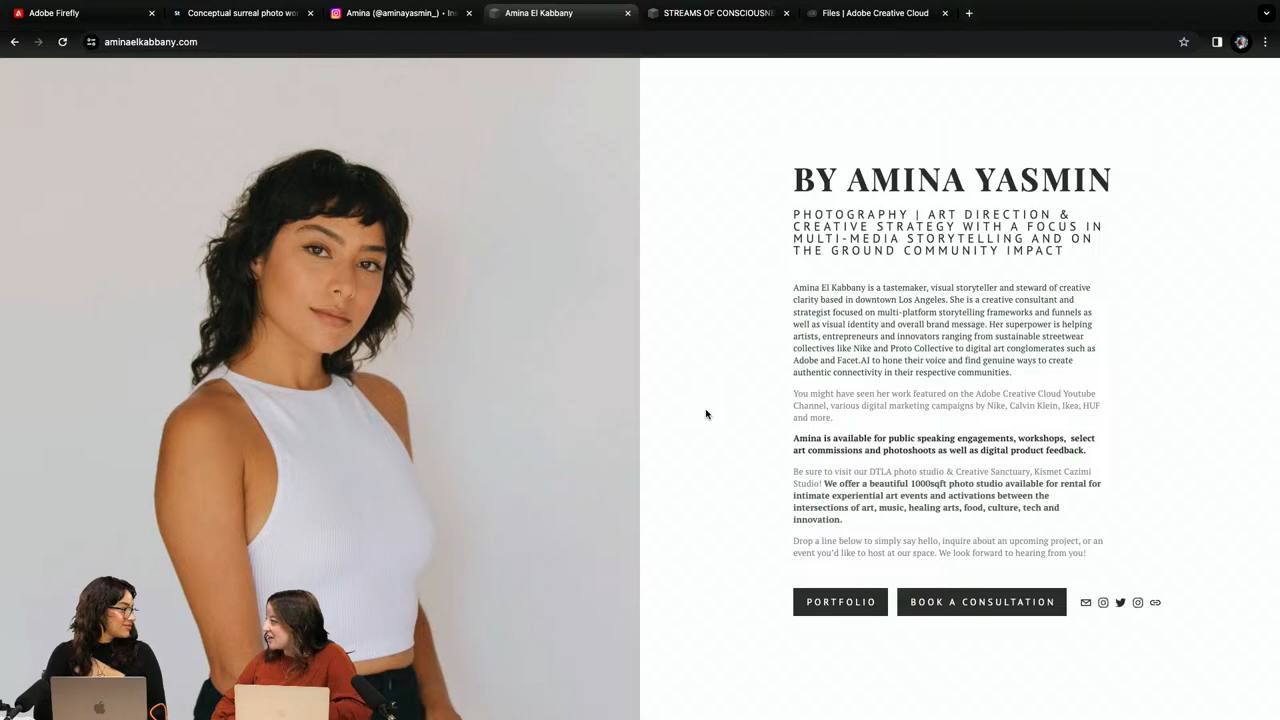 Adobe Firefly
Conceptual surreal photo wor
Amina (@aminayasmin_) • Ins
Amina El Kabbany
STREAMS OF CONSCIOUSNE
Files | Adobe Creative Cloud
aminaelkabbany.com
BY AMINA YASMIN
PHOTOGRAPHY | ART DIRECTION &
CREATIVE STRATEGY WITH A FOCUS IN
MULTI-MEDIA STORYTELLING AND ON
THE GROUND COMMUNITY IMPACT
Amina El Kabbany is a tastemaker, visual storyteller and steward of creative
clarity based in downtown Los Angeles. She is a creative consultant and
strategist focused on multi-platform storytelling frameworks and funnels as
well as visual identity and overall brand message. Her superpower is helping
artists, entrepreneurs and innovators ranging from sustainable streetwear
collectives like Nike and Proto Collective to digital art conglomerates such as
Adobe and Facet.AI to hone their voice and find genuine ways to create
authentic connectivity in their respective communities.
You might have seen her work featured on the Adobe Creative Cloud Youtube
Channel, various digital marketing campaigns by Nike, Calvin Klein, Ikea, HUF
and more.
Amina is available for public speaking engagements, workshops, select
art commissions and photoshoots as well as digital product feedback.
Be sure to visit our DTLA photo studio & Creative Sanctuary, Kismet Cazimi
Studio! We offer a beautiful 1000sqft photo studio available for rental for
intimate experiential art events and activations between the
intersections of art, music, healing arts, food, culture, tech and
innovation.
Drop a line below to simply say hello, inquire about an upcoming project, or an
event you'd like to host at our space. We look forward to hearing from you!
PORTFOLIO
BOOK A CONSULTATION